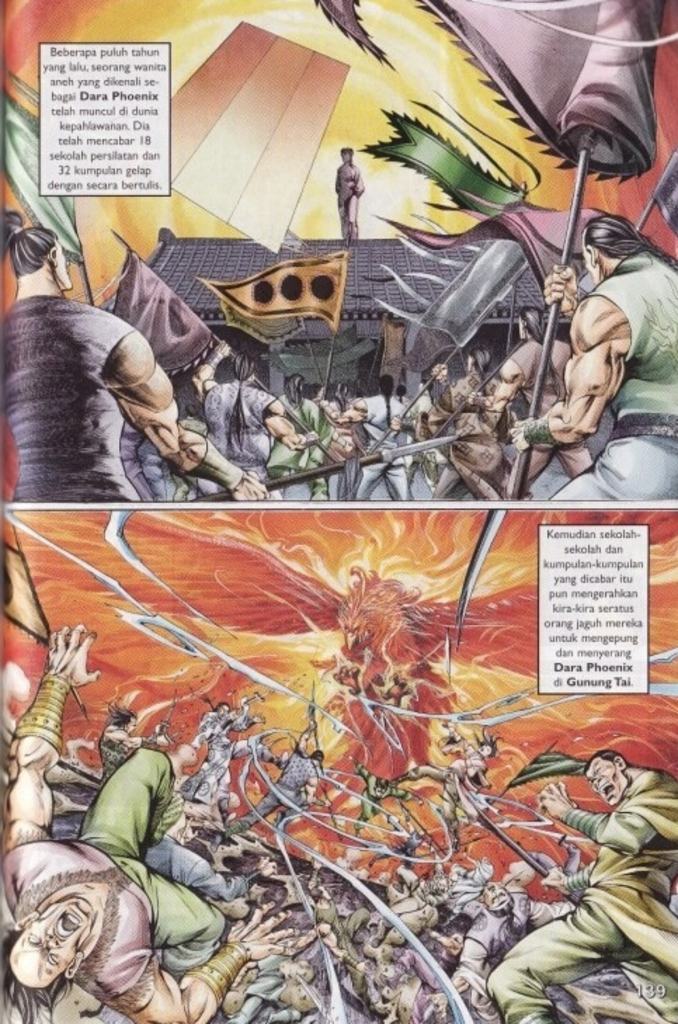 Beberapa puluh tahun
yang lalu, seorang wanita
aneh yang dikenali se-
bagai Dara Phoenix
telah muncul di dunia
kepahlawanan. Dia
telah mencabar 18
sekolah persilatan dan
32 kumpulan gelap
dengan secara bertulis.
Kemudian sekolah-
sekolah dan
kumpulan-kumpulan
yang dicabar itu
pun mengerahkan
kira-kira seratus
orang jaguh mereka
untuk mengepung
dan menyerang
Dara Phoenix
di Gunung Tai.
139